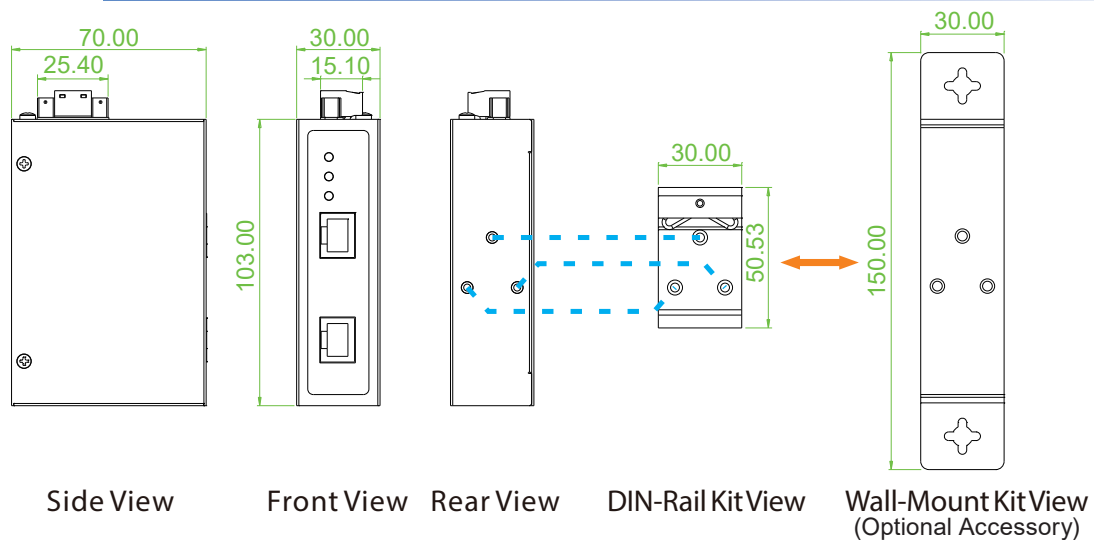 70.00
25.40
30.00
15.10
103.00
30.00
50.53
30.00
150.00
Side View
Front View
Rear View
DIN-Rail Kit View
Wall-Mount Kit View
(Optional Accessory)